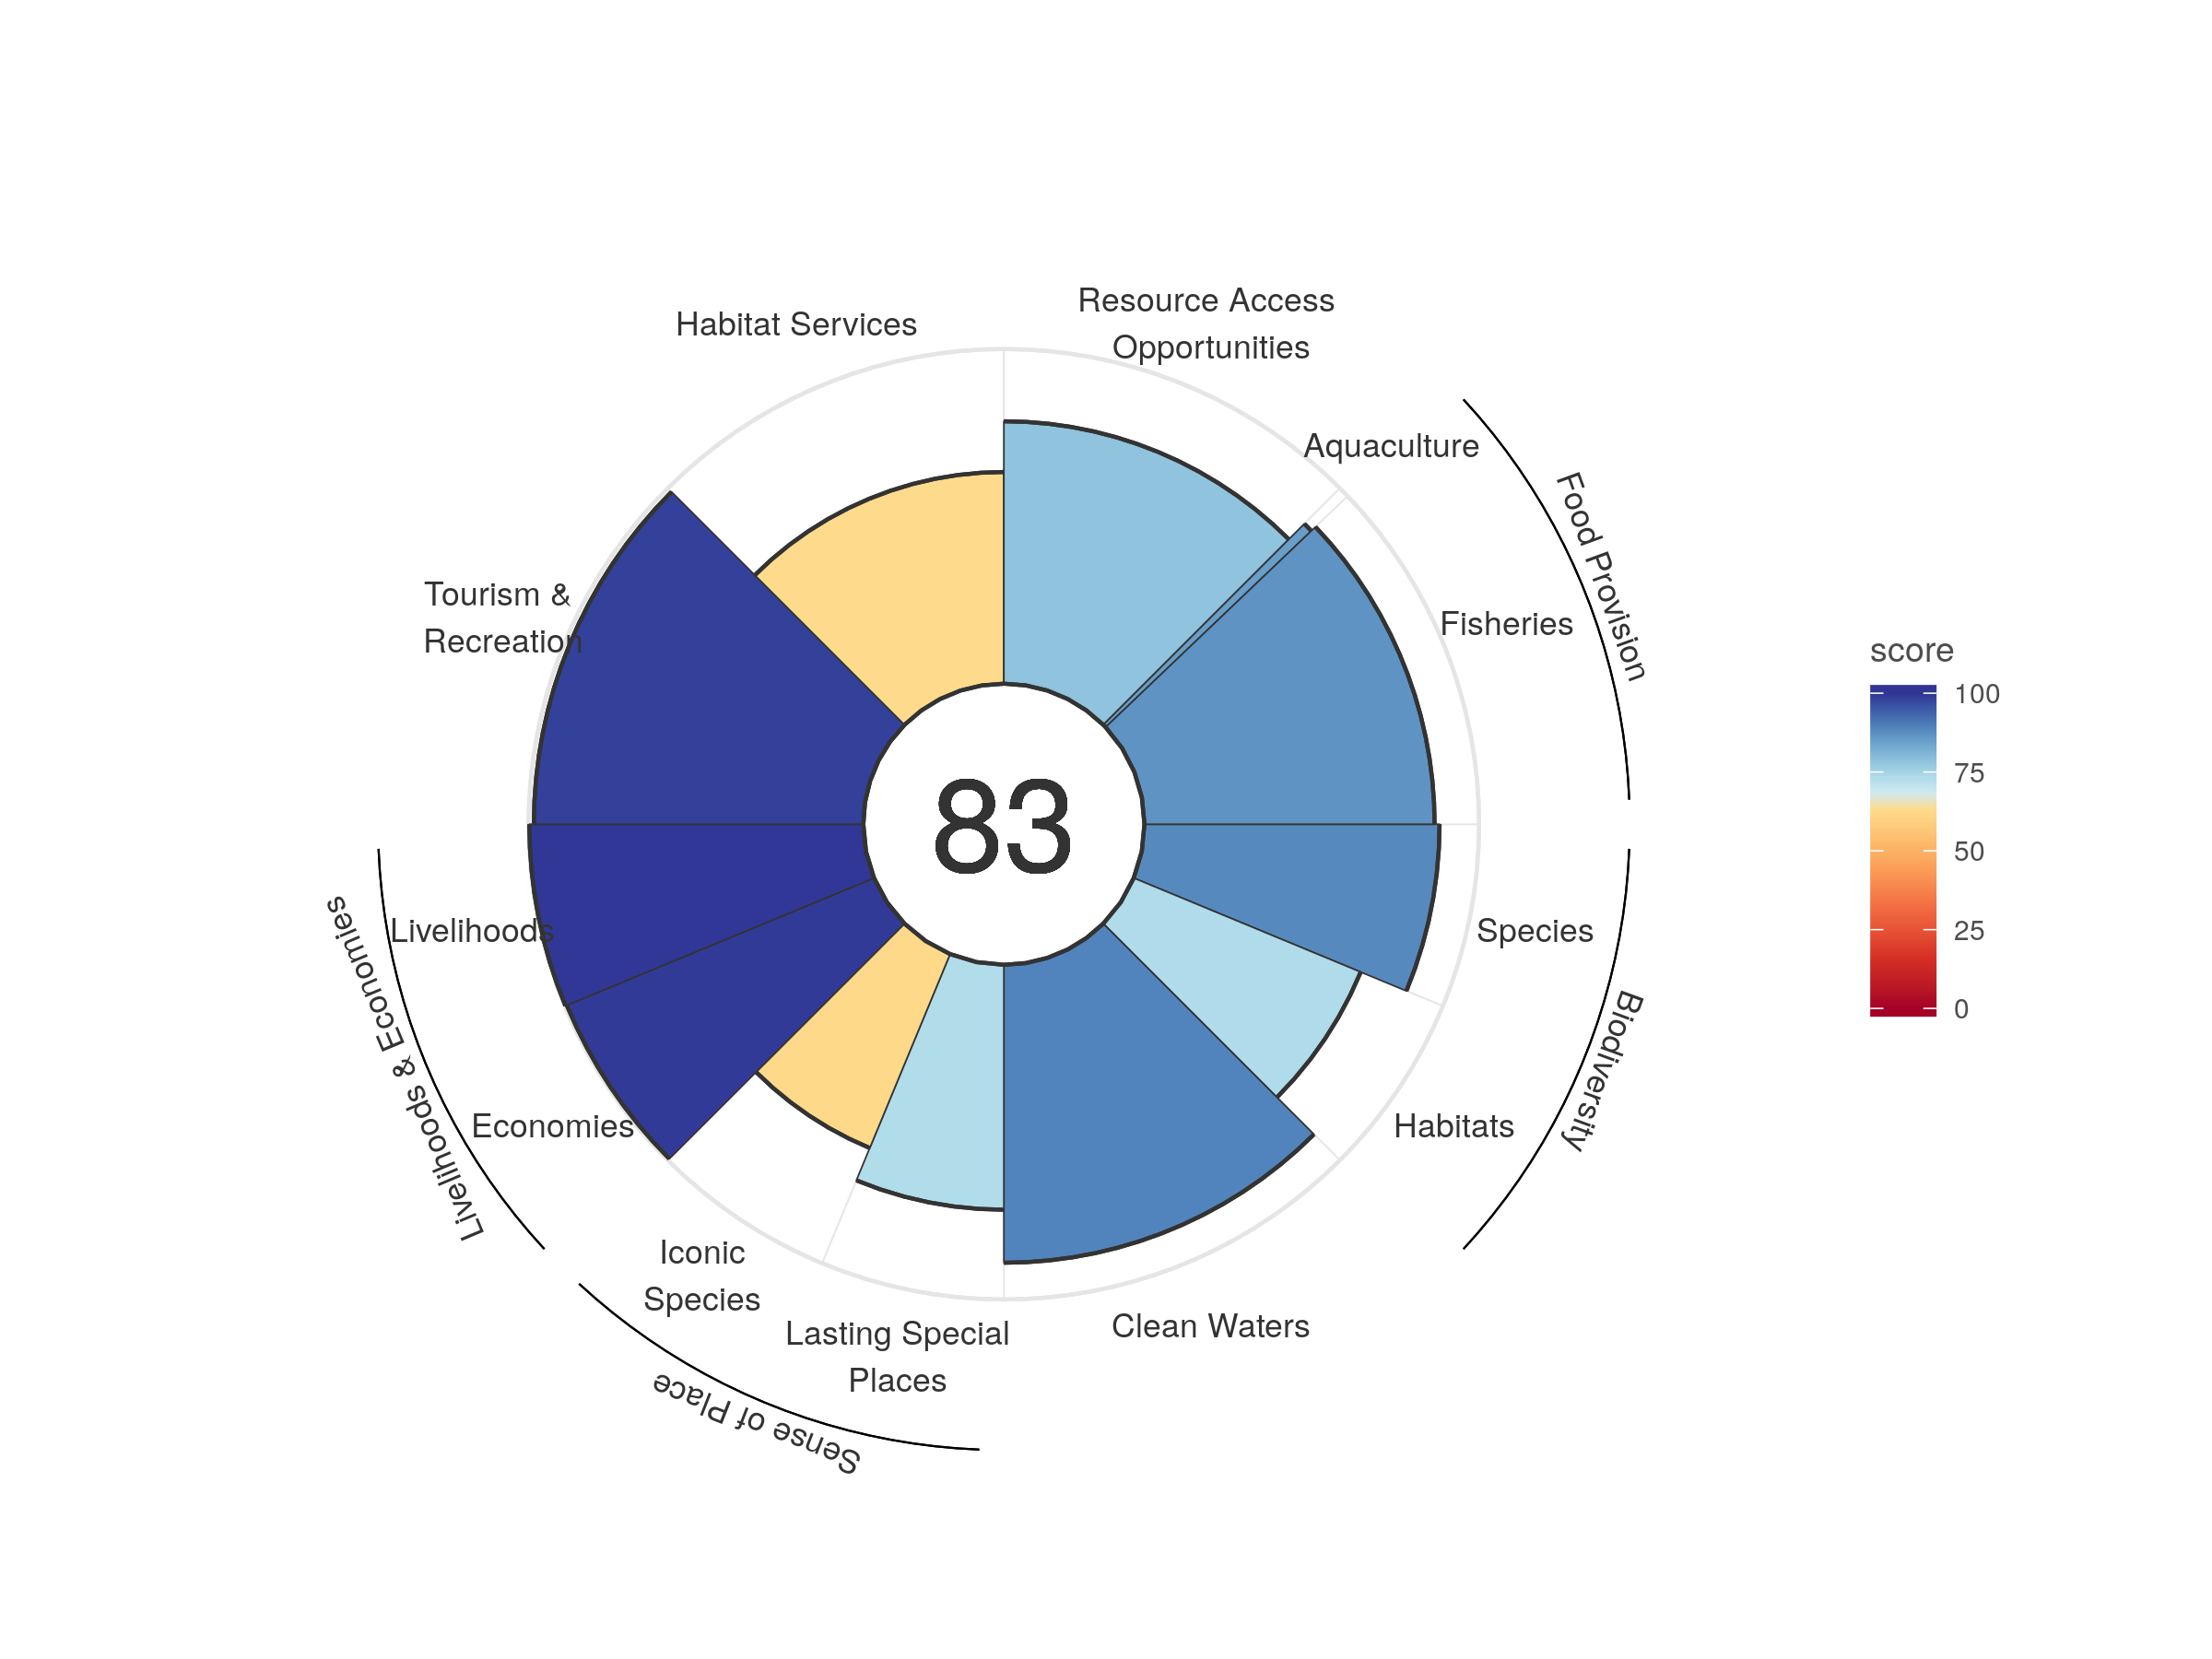 Resource Access
Opportunities
Habitat Services
Aquaculture
Food Provision
Tourism &
Recreation
Fisheries
score
100
75
50
25
0
83
Livelihoods
Species
Livelihoods & Economies
Biodiversity
Economies
Habitats
Iconic
Species
Lasting Special
Places
Clean Waters
Sense of Place